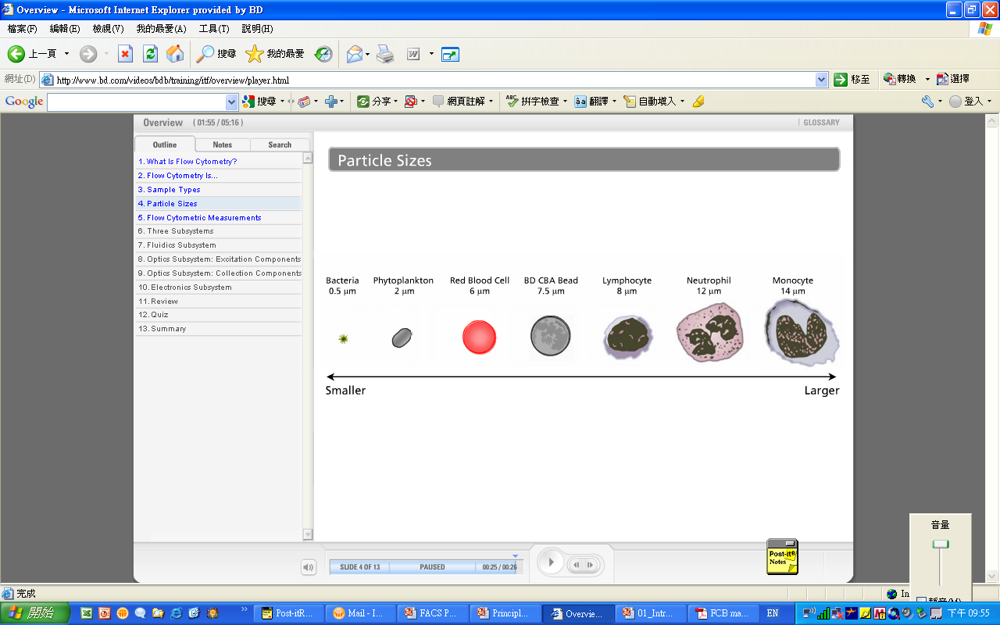 Overview - Microsoft Internet Explorer provided by BD
檔案(F) 編輯(E) 檢視(V) 我的最愛(A) 工具(T) 說明(H)
上一頁 搜尋 我的最愛
網址(D) http://www.bd.com/videos/bdb/training/itf/overview/player.html 移至 轉換 選擇
Google 搜尋 分享 網頁註解 拼字檢查 翻譯 自動填入 登入
Overview ( 01:55 / 05:16 ) | GLOSSARY
Outline Notes Search
1. What Is Flow Cytometry?
2. Flow Cytometry Is...
3. Sample Types
4. Particle Sizes
5. Flow Cytometric Measurements
6. Three Subsystems
7. Fluidics Subsystem
8. Optics Subsystem: Excitation Components
9. Optics Subsystem: Collection Components
10. Electronics Subsystem
11. Review
12. Quiz
13. Summary
Particle Sizes
Bacteria Phytoplankton Red Blood Cell BD CBA Bead Lymphocyte Neutrophil Monocyte
0.5 µm 2 µm 6 µm 7.5 µm 8 µm 12 µm 14 µm
Smaller Larger
SLIDE 4 OF 13 PAUSED 00:25 / 00:26
Post-it®
Notes
音量
完成 In
開始 Post-itR... Mail - I... FACS P... Principl... Overvie... 01_Intr... FCB ma... EN 下午 09:55